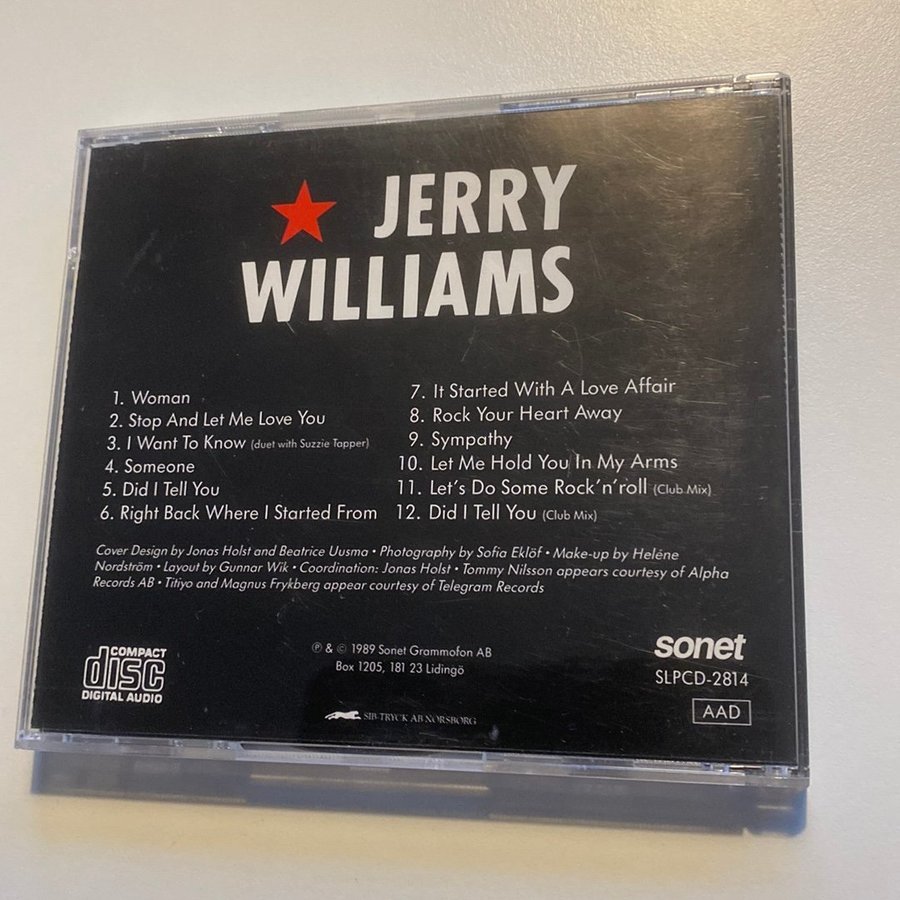 JERRY
WILLIAMS
1. Woman
2. Stop And Let Me Love You
3. I Want To Know (duet with Suzzie Tapper)
4. Someone
5. Did I Tell You
6. Right Back Where I Started From
7. It Started With A Love Affair
8. Rock Your Heart Away
9. Sympathy
10. Let Me Hold You In My Arms
11. Let's Do Some Rock'n'roll (Club Mix)
12. Did I Tell You (Club Mix)
Cover Design by Jonas Holst and Beatrice Uusma • Photography by Sofia Eklöf • Make-up by Heléne
Nordström • Layout by Gunnar Wik • Coordination: Jonas Holst • Tommy Nilsson appears courtesy of Alpha
Records AB • Titiyo and Magnus Frykberg appear courtesy of Telegram Records
COMPACT
disc
DIGITAL AUDIO
℗ & © 1989 Sonet Grammofon AB
Box 1205, 181 23 Lidingö
SIB-TRYCK AB NORSBORG
sonet
SLPCD-2814
AAD